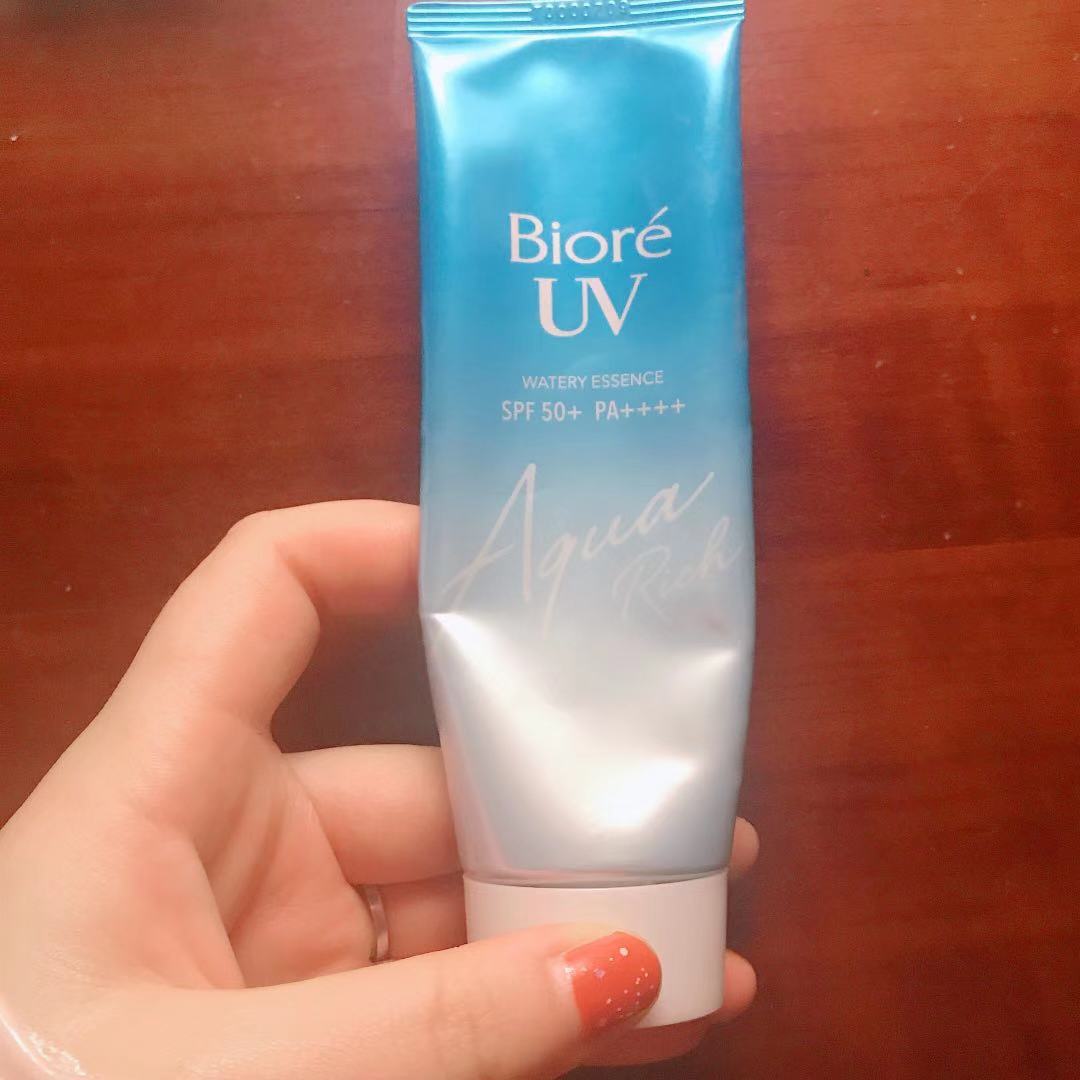 Bioré
UV
WATERY ESSENCE
SPF 50+ PA++++
Aqua
Rich